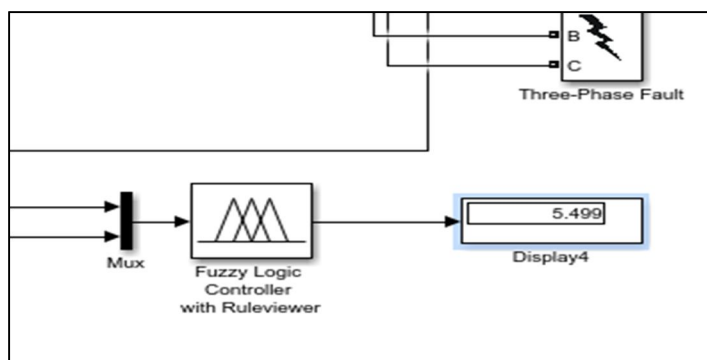 B
C
Three-Phase Fault
5.499
Mux
Fuzzy Logic
Controller
with Ruleviewer
Display4